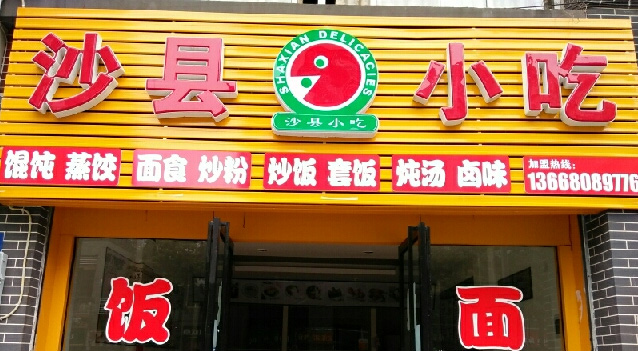 沙县小吃
SHAXIAN DELICACIES
沙县小吃
馄饨 蒸饺 面食 炒粉 炒饭 套饭 炖汤 卤味
加盟热线:
13668089776
饭 面